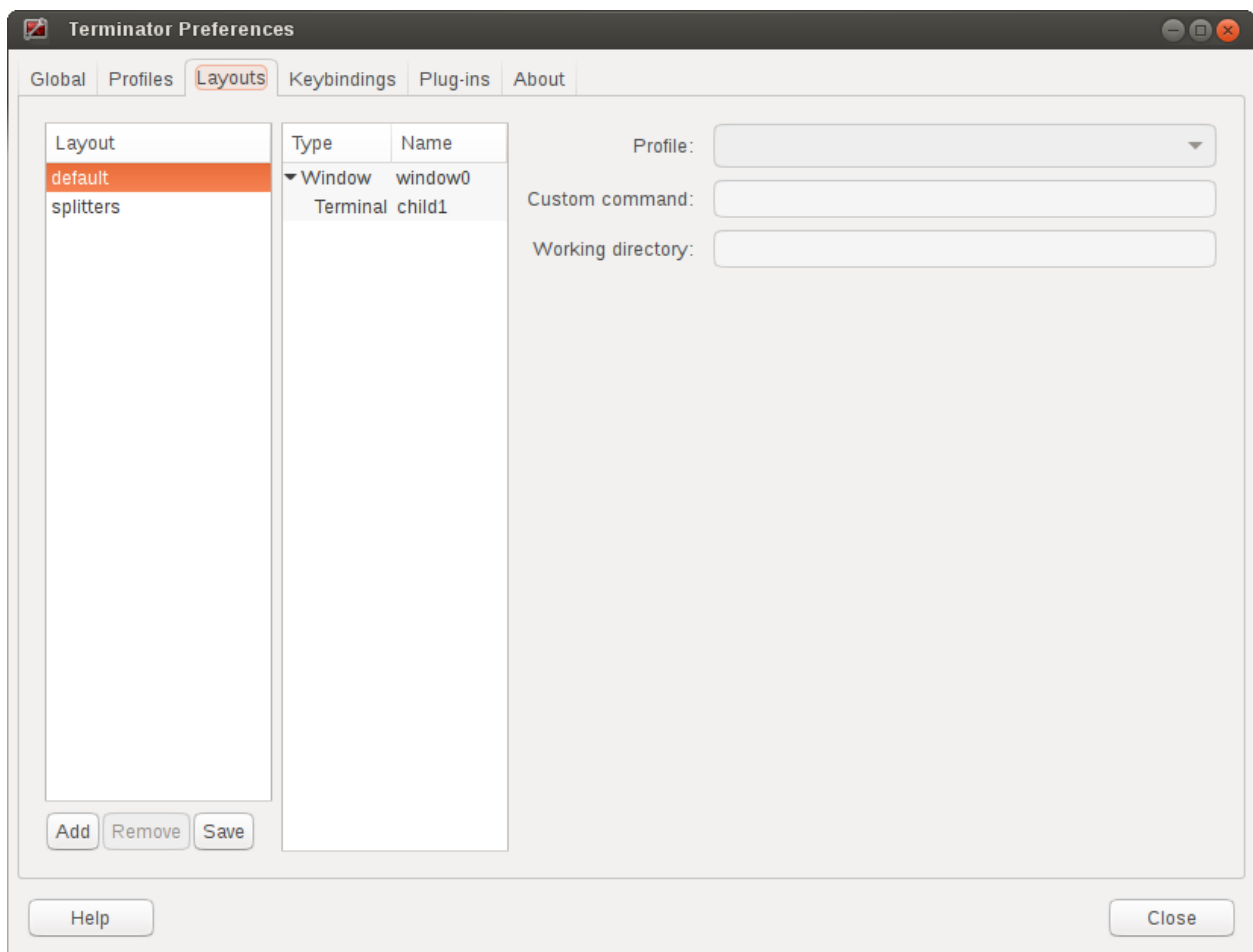 Terminator Preferences
Global Profiles Layouts Keybindings Plug-ins About
Layout Type Name Profile:
default Window window0
splitters Terminal child1 Custom command:
Working directory:
Add Remove Save
Help Close